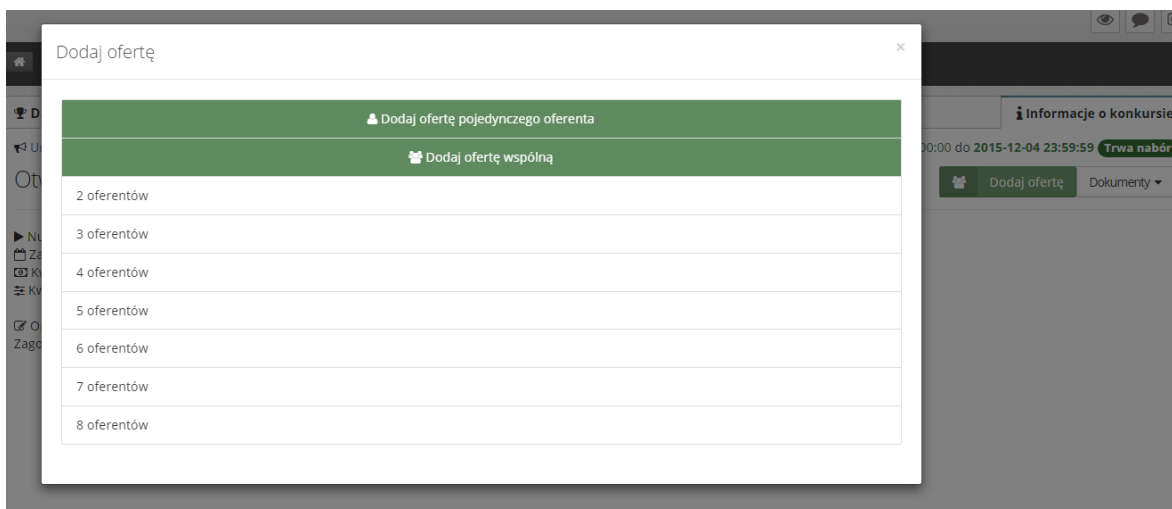 Dodaj ofertę ×
Dodaj ofertę pojedynczego oferenta
Dodaj ofertę wspólną
2 oferentów
3 oferentów
4 oferentów
5 oferentów
6 oferentów
7 oferentów
8 oferentów
Informacje o konkursie
00:00 do 2015-12-04 23:59:59 Trwa nabór
Dodaj ofertę Dokumenty